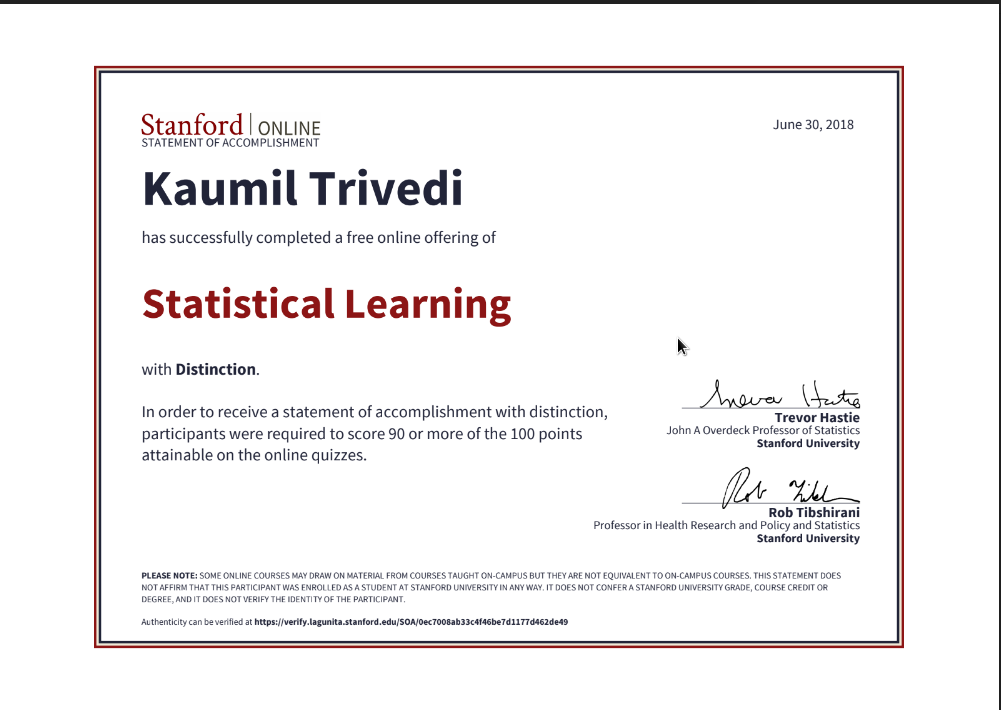 Stanford | ONLINE
June 30, 2018
STATEMENT OF ACCOMPLISHMENT
Kaumil Trivedi
has successfully completed a free online offering of
Statistical Learning
with Distinction.
In order to receive a statement of accomplishment with distinction,
participants were required to score 90 or more of the 100 points
attainable on the online quizzes.
Trevor Hastie
Trevor Hastie
John A Overdeck Professor of Statistics
Stanford University
Rob Tibshirani
Professor in Health Research and Policy and Statistics
Stanford University
PLEASE NOTE: SOME ONLINE COURSES MAY DRAW ON MATERIAL FROM COURSES TAUGHT ON-CAMPUS BUT THEY ARE NOT EQUIVALENT TO ON-CAMPUS COURSES. THIS STATEMENT DOES
NOT AFFIRM THAT THIS PARTICIPANT WAS ENROLLED AS A STUDENT AT STANFORD UNIVERSITY IN ANY WAY. IT DOES NOT CONFER A STANFORD UNIVERSITY GRADE, COURSE CREDIT OR
DEGREE, AND IT DOES NOT VERIFY THE IDENTITY OF THE PARTICIPANT.
Authenticity can be verified at https://verify.lagunita.stanford.edu/SOA/0ec7008ab33c4f46be7d1177d462de49